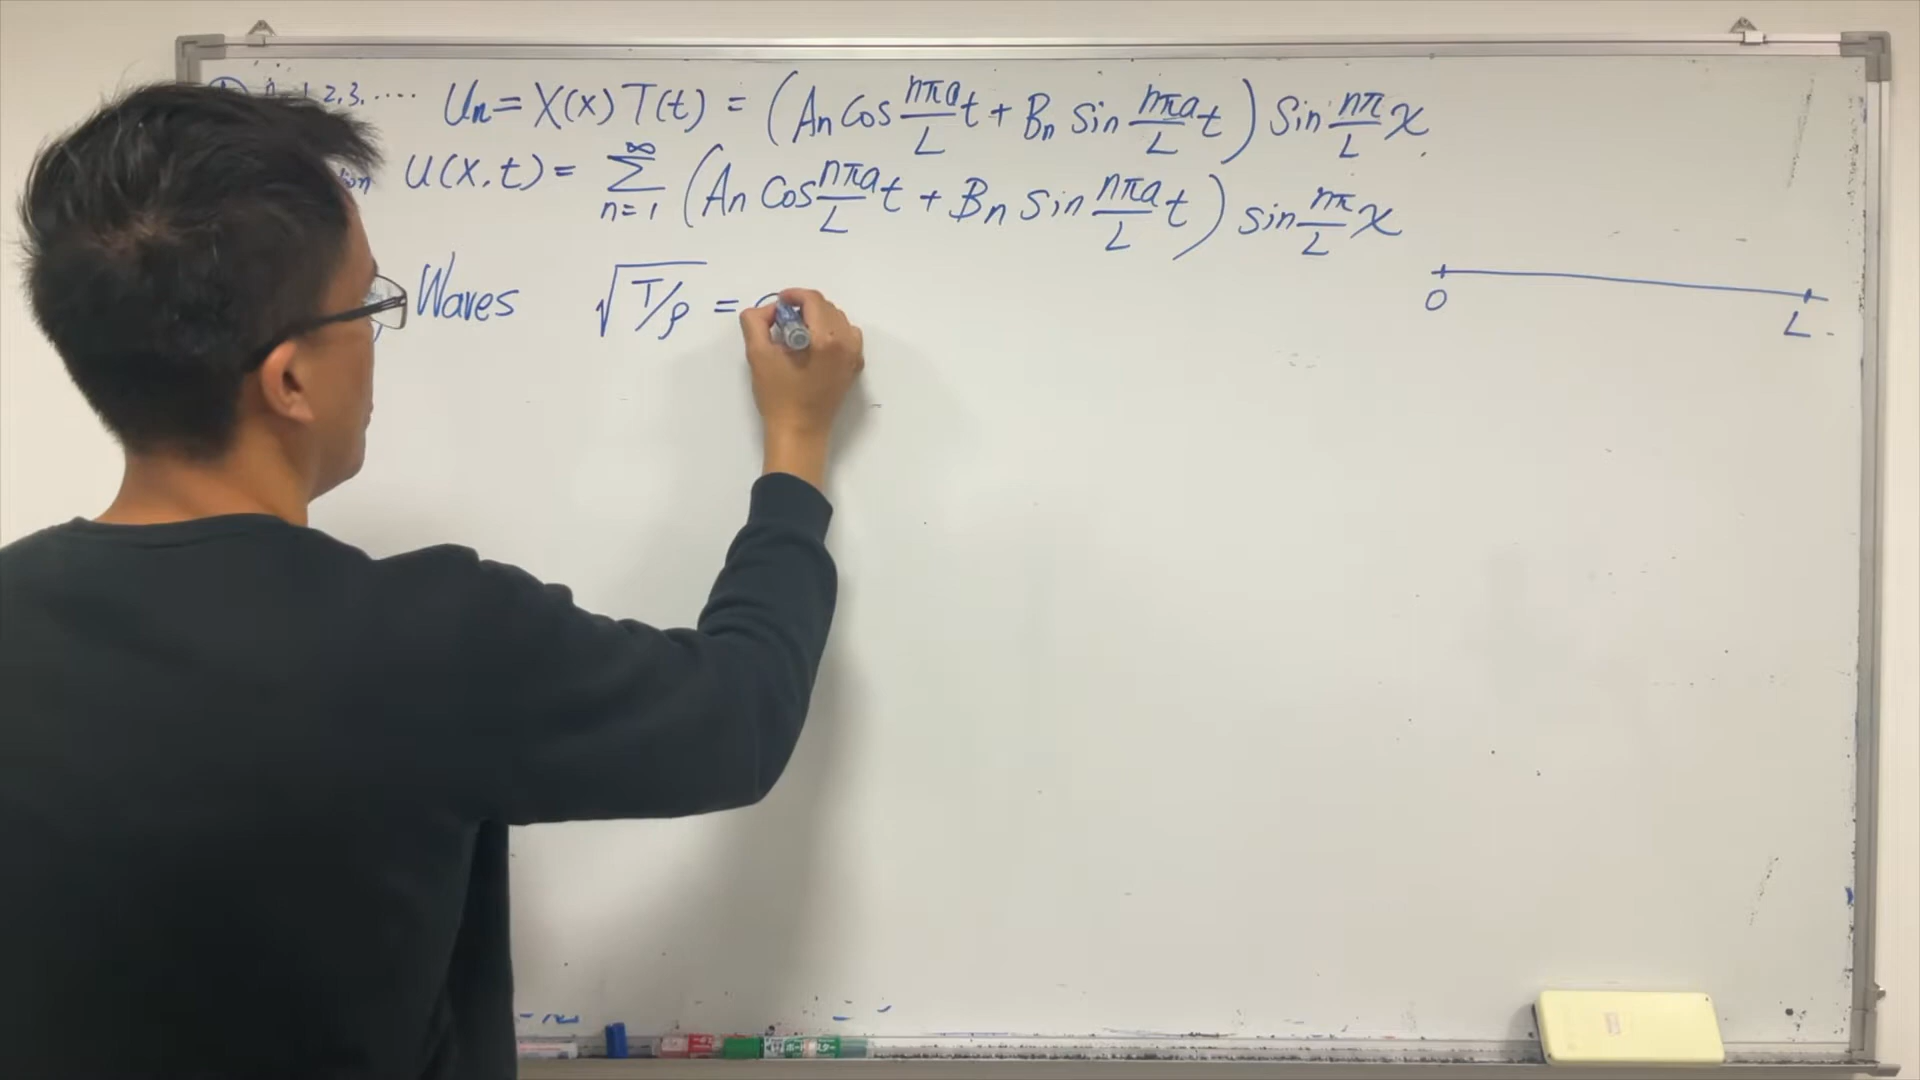 1, 2, 3, .....  Uₙ = X(x) T(t) = (Aₙ Cos nπa/L t + Bₙ Sin nπa/L t) Sin nπ/L x.
U(x,t) = ∑_{n=1}^{∞} (Aₙ Cos nπa/L t + Bₙ Sin nπa/L t) sin nπ/L x
Waves √(T/ρ) =
0 L